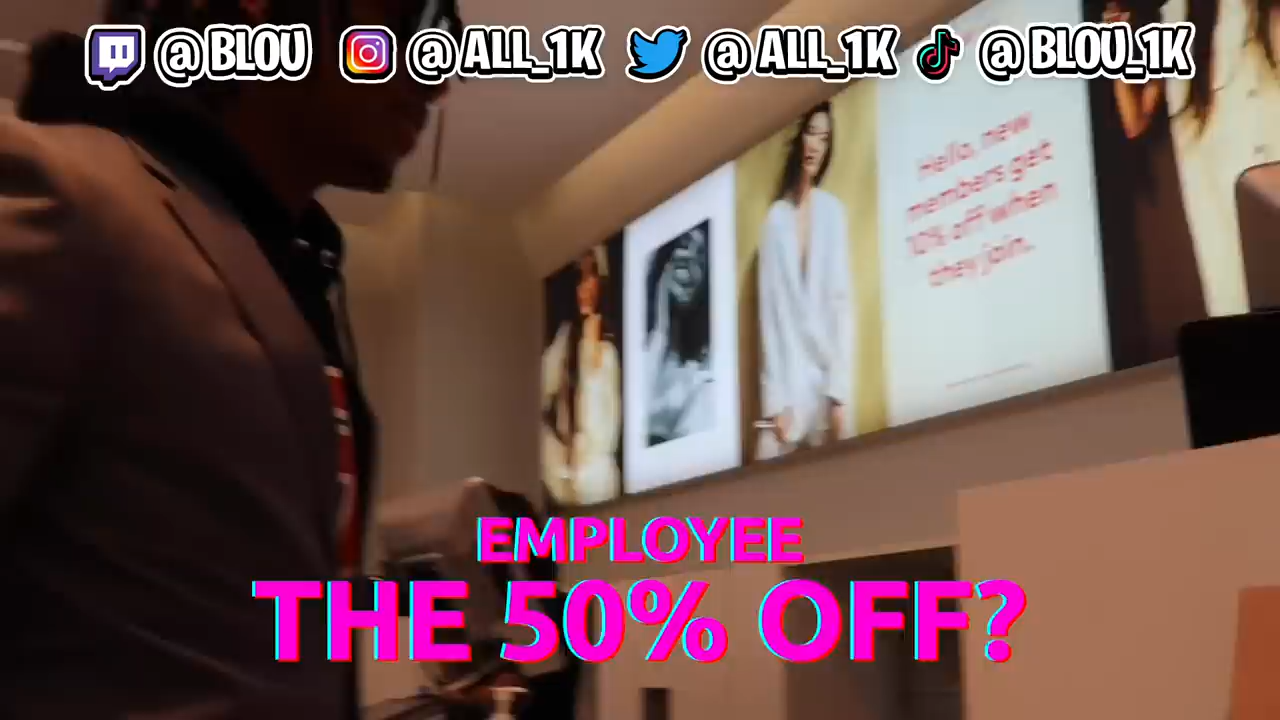 @BLOU @ALL_1K @ALL_1K @BLOU_1K
Hello, new
members get
10% off when
they join.
EMPLOYEE
THE 50% OFF?